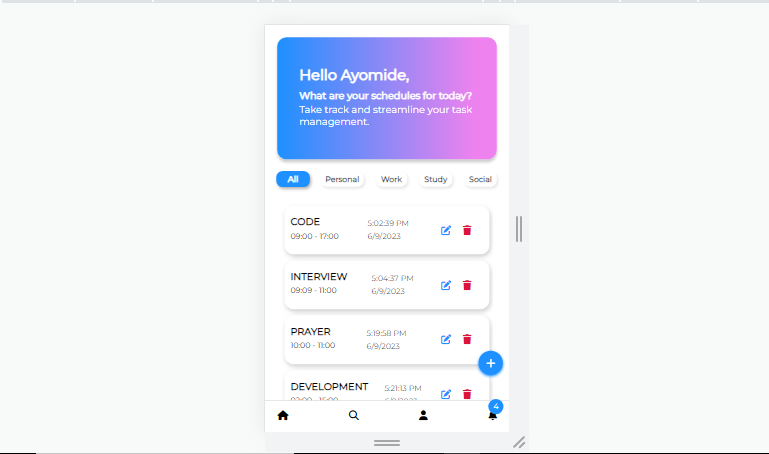 Hello Ayomide,
What are your schedules for today?
Take track and streamline your task
management.
All Personal Work Study Social
CODE 5:02:39 PM
09:00 - 17:00 6/9/2023
INTERVIEW 5:04:37 PM
09:09 - 11:00 6/9/2023
PRAYER 5:19:58 PM
10:00 - 11:00 6/9/2023
DEVELOPMENT 5:21:13 PM
4